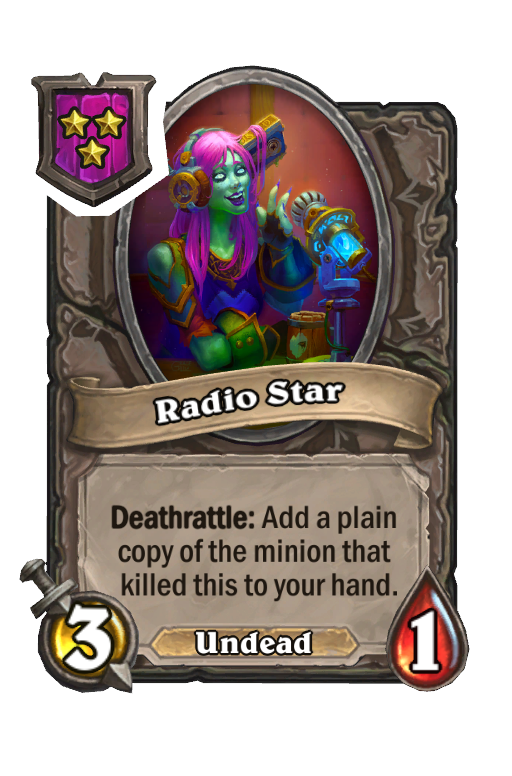 Radio Star
Deathrattle: Add a plain
copy of the minion that
killed this to your hand.
3
Undead
1